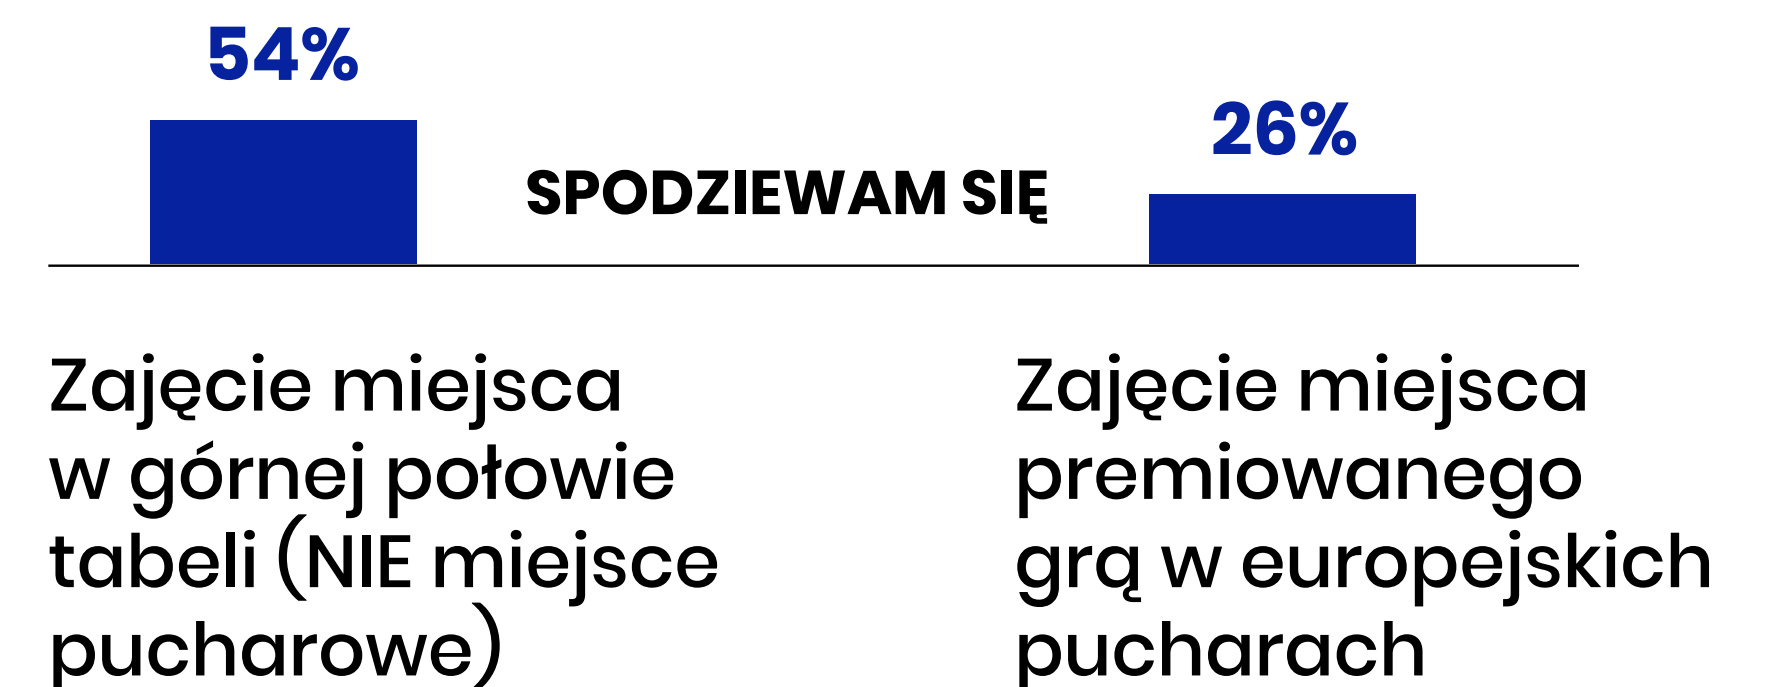 54%
26%
SPODZIEWAM SIĘ
Zajęcie miejsca
w górnej połowie
tabeli (NIE miejsce
pucharowe)
Zajęcie miejsca
premiowanego
grą w europejskich
pucharach